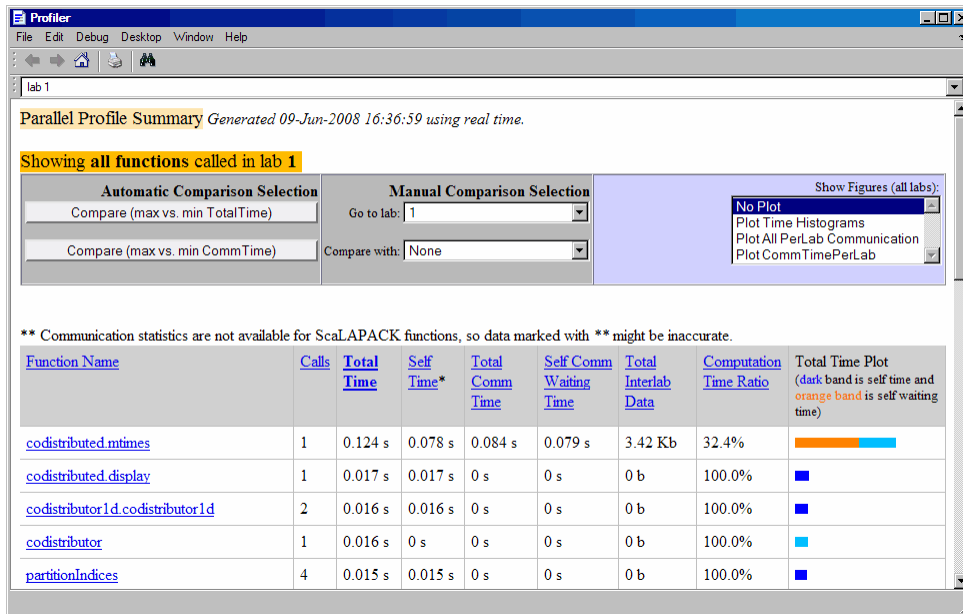 Profiler
File Edit Debug Desktop Window Help
lab 1
Parallel Profile Summary Generated 09-Jun-2008 16:36:59 using real time.
Showing all functions called in lab 1
Automatic Comparison Selection
Compare (max vs. min TotalTime)
Compare (max vs. min CommTime)
Manual Comparison Selection
Go to lab: 1
Compare with: None
Show Figures (all labs):
No Plot
Plot Time Histograms
Plot All PerLab Communication
Plot CommTimePerLab
** Communication statistics are not available for ScaLAPACK functions, so data marked with ** might be inaccurate.
Function Name Calls Total Time Self Time* Total Comm Time Self Comm Waiting Time Total Interlab Data Computation Time Ratio Total Time Plot (dark band is self time and orange band is self waiting time)
codistributed.mtimes 1 0.124 s 0.078 s 0.084 s 0.079 s 3.42 Kb 32.4%
codistributed.display 1 0.017 s 0.017 s 0 s 0 s 0 b 100.0%
codistributor1d.codistributor1d 2 0.016 s 0.016 s 0 s 0 s 0 b 100.0%
codistributor 1 0.016 s 0 s 0 s 0 s 0 b 100.0%
partitionIndices 4 0.015 s 0.015 s 0 s 0 s 0 b 100.0%